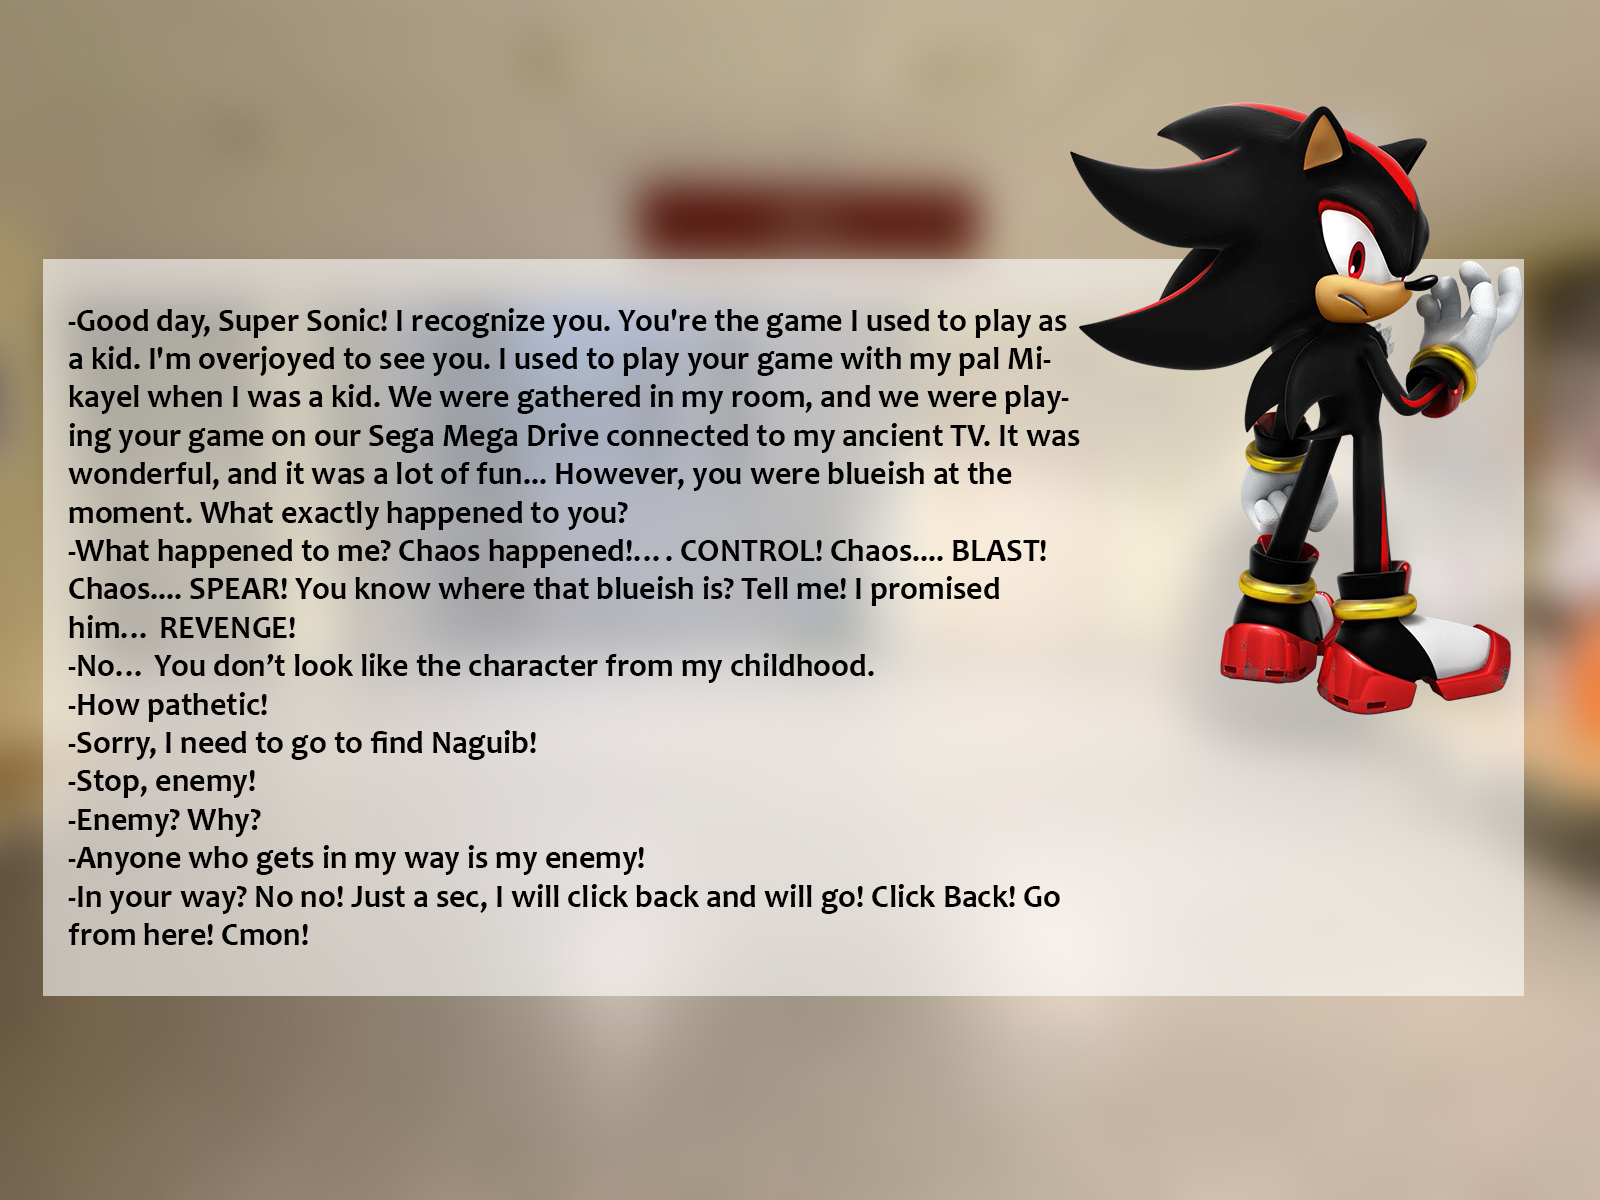 -Good day, Super Sonic! I recognize you. You're the game I used to play as
a kid. I'm overjoyed to see you. I used to play your game with my pal Mi-
kayel when I was a kid. We were gathered in my room, and we were play-
ing your game on our Sega Mega Drive connected to my ancient TV. It was
wonderful, and it was a lot of fun... However, you were blueish at the
moment. What exactly happened to you?
-What happened to me? Chaos happened!.... CONTROL! Chaos.... BLAST!
Chaos.... SPEAR! You know where that blueish is? Tell me! I promised
him... REVENGE!
-No... You don’t look like the character from my childhood.
-How pathetic!
-Sorry, I need to go to find Naguib!
-Stop, enemy!
-Enemy? Why?
-Anyone who gets in my way is my enemy!
-In your way? No no! Just a sec, I will click back and will go! Click Back! Go
from here! Cmon!